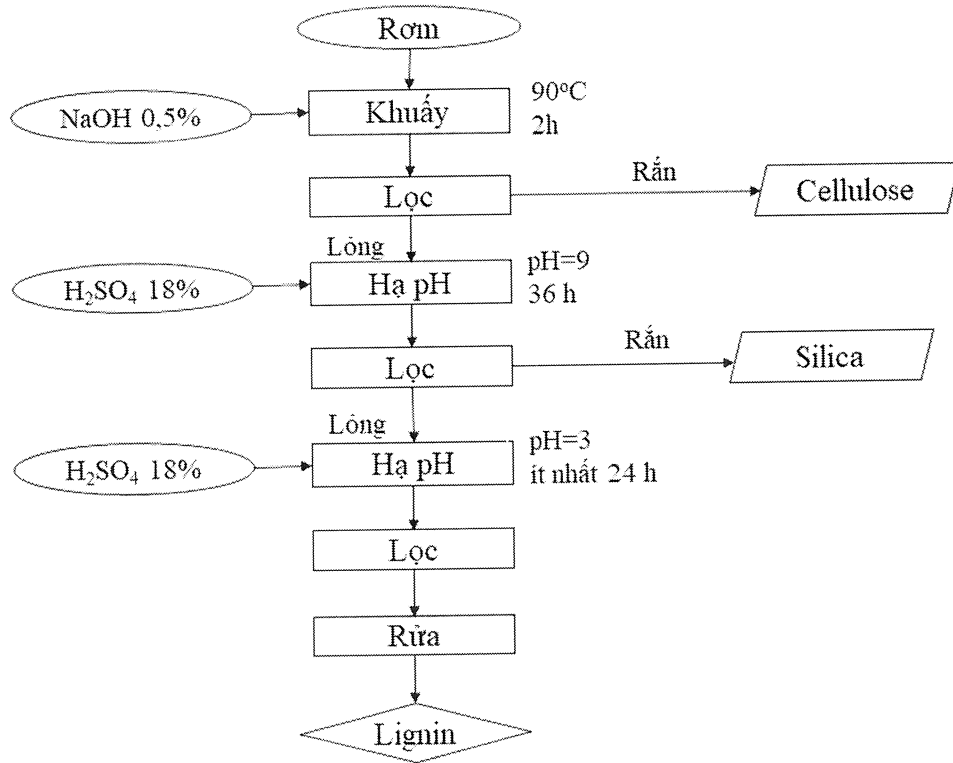 Rơm
NaOH 0,5%
Khuấy
90°C
2h
Lọc
Rắn
Cellulose
Lỏng
H₂SO₄ 18%
Hạ pH
pH=9
36 h
Lọc
Rắn
Silica
Lỏng
H₂SO₄ 18%
Hạ pH
pH=3
ít nhất 24 h
Lọc
Rửa
Lignin